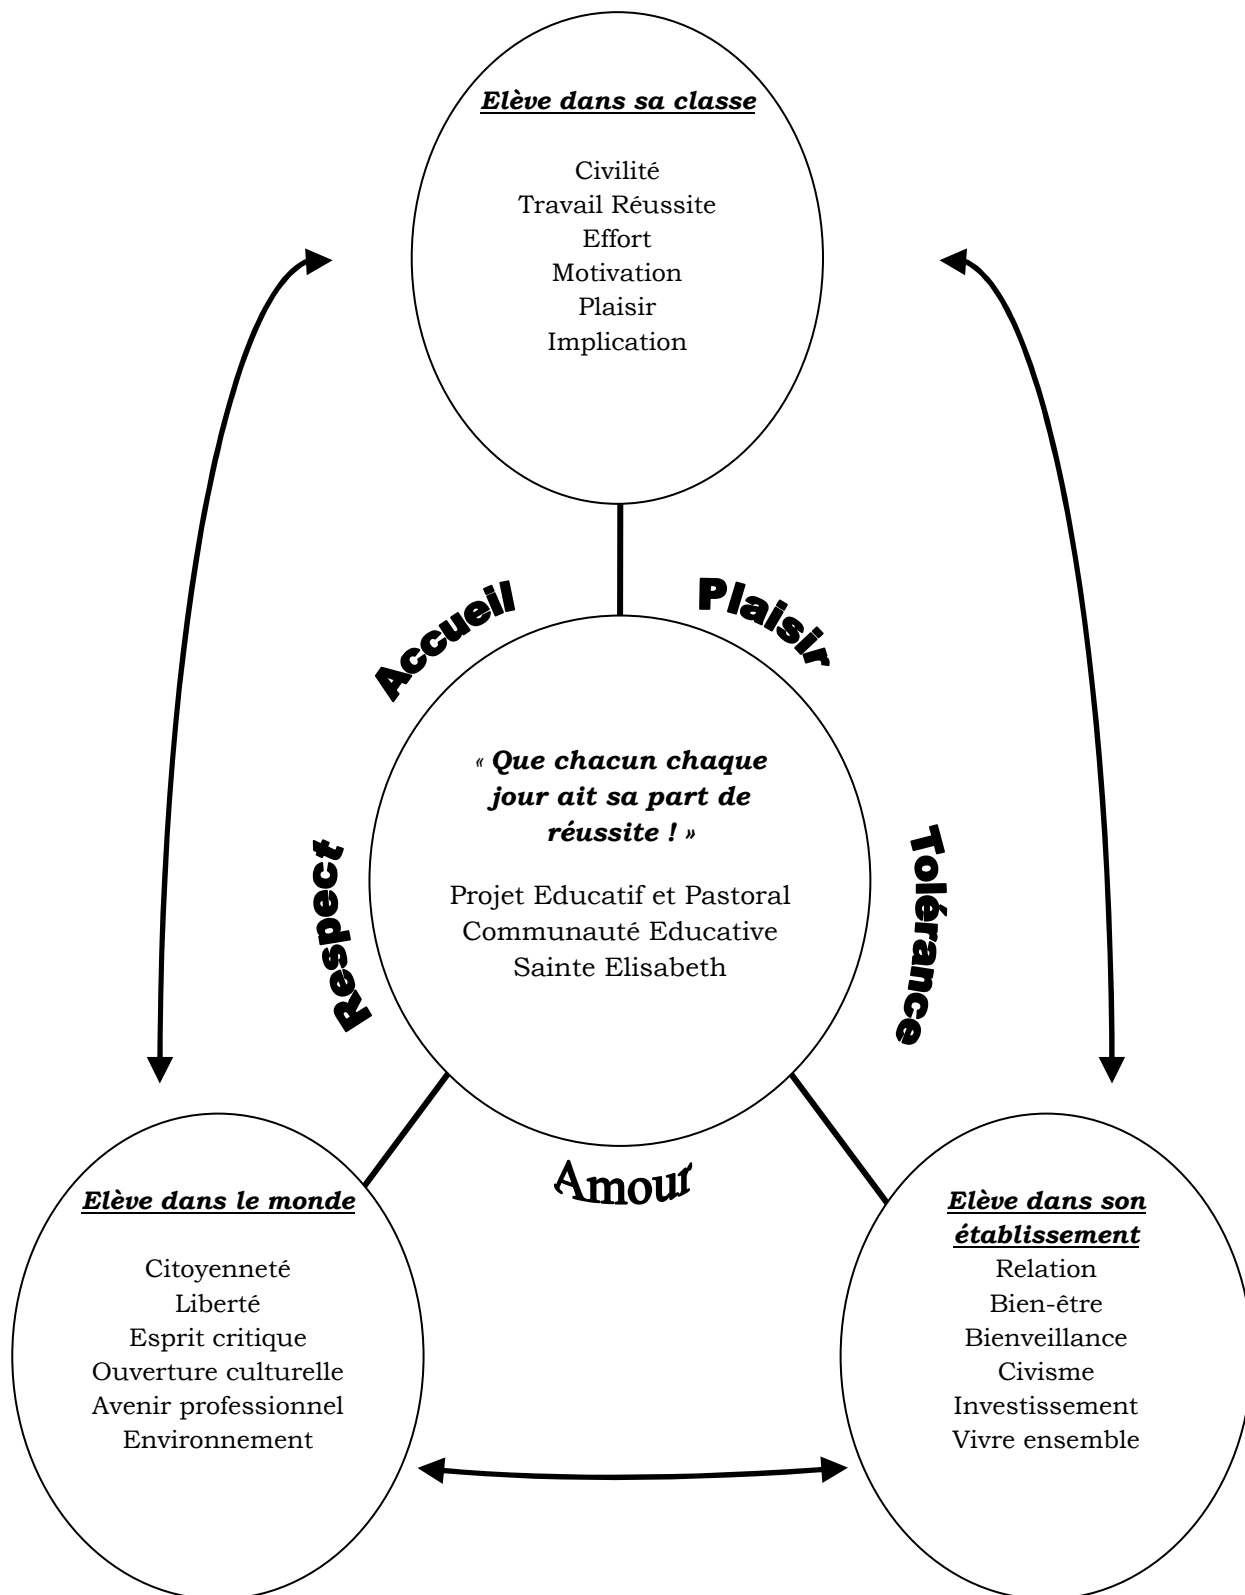 Elève dans sa classe
Civilité
Travail Réussite
Effort
Motivation
Plaisir
Implication
Accueil
Plaisir
Respect
Tolérance
« Que chacun chaque
jour ait sa part de
réussite ! »
Projet Educatif et Pastoral
Communauté Educative
Sainte Elisabeth
Amour
Elève dans le monde
Citoyenneté
Liberté
Esprit critique
Ouverture culturelle
Avenir professionnel
Environnement
Elève dans son
établissement
Relation
Bien-être
Bienveillance
Civisme
Investissement
Vivre ensemble